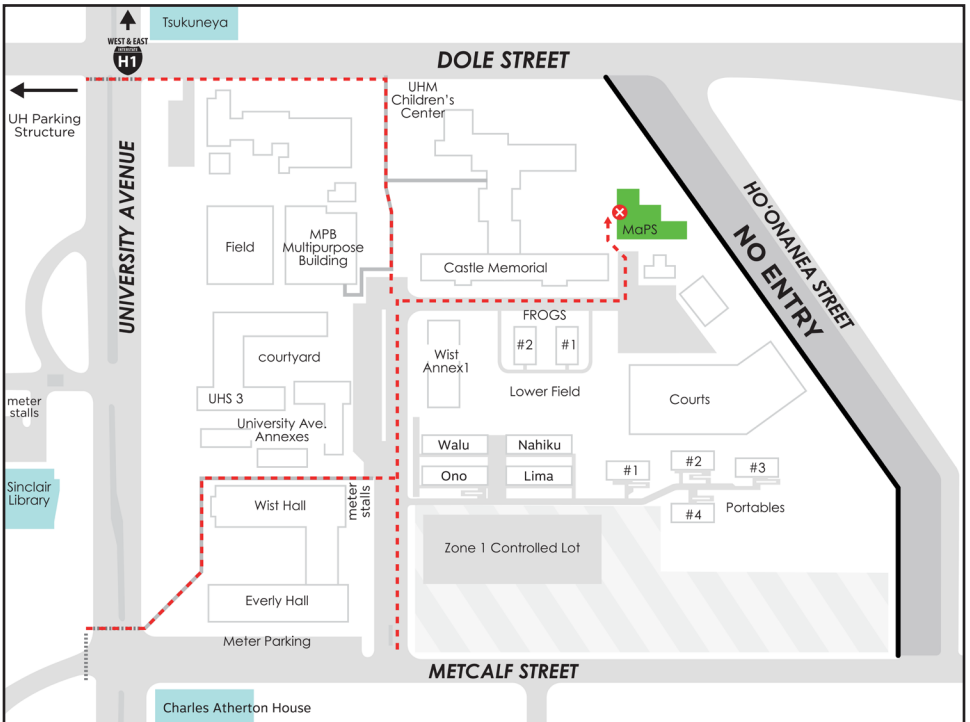 Tsukuneya
WEST & EAST
INTERSTATE
H1
DOLE STREET
UH Parking
Structure
UHM
Children's
Center
UNIVERSITY AVENUE
HO‘ONANEA STREET
NO ENTRY
MaPS
Field
MPB
Multipurpose
Building
Castle Memorial
FROGS
#2
#1
Wist
Annex1
courtyard
Lower Field
Courts
UHS 3
meter
stalls
University Ave.
Annexes
Walu
Nahiku
Ono
Lima
#1
#2
#3
#4
Portables
Sinclair
Library
Wist Hall
meter
stalls
Zone 1 Controlled Lot
Everly Hall
Meter Parking
METCALF STREET
Charles Atherton House